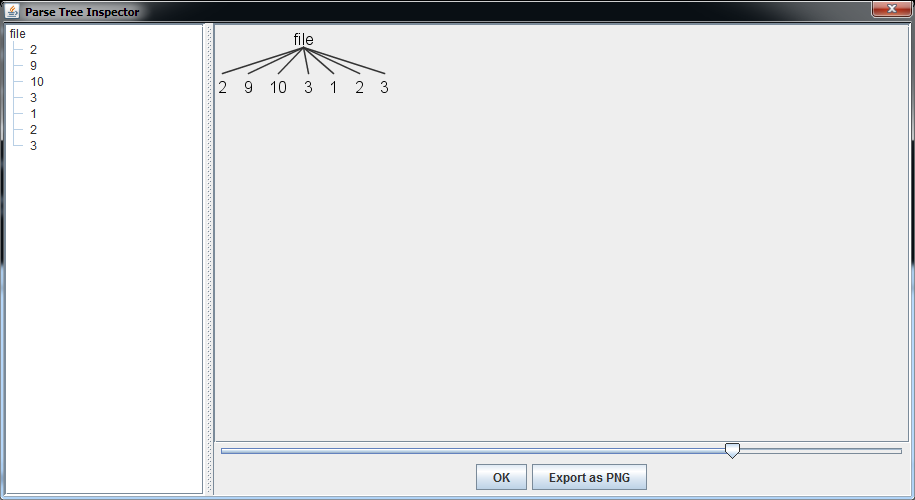 Parse Tree Inspector
file
2
9
10
3
1
2
3
file
2 9 10 3 1 2 3
OK Export as PNG